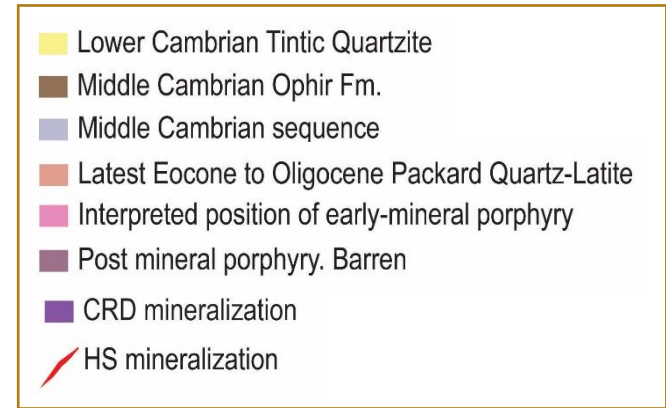 Lower Cambrian Tintic Quartzite
Middle Cambrian Ophir Fm.
Middle Cambrian sequence
Latest Eocone to Oligocene Packard Quartz-Latite
Interpreted position of early-mineral porphyry
Post mineral porphyry. Barren
CRD mineralization
HS mineralization